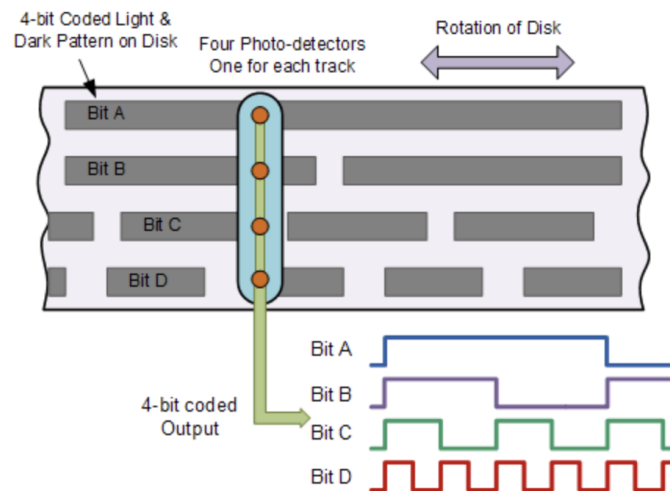 4-bit Coded Light &
Dark Pattern on Disk
Four Photo-detectors
One for each track
Rotation of Disk
Bit A
Bit B
Bit C
Bit D
4-bit coded
Output
Bit A
Bit B
Bit C
Bit D